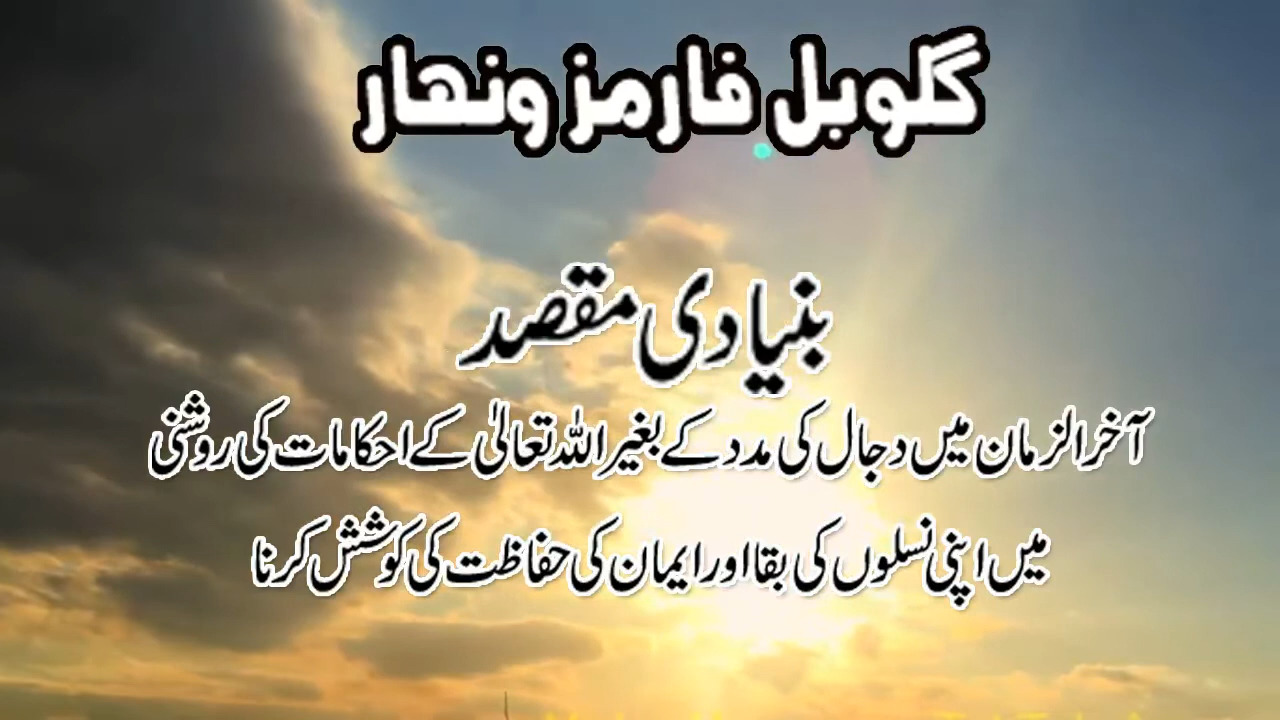 گلوبل فارمز ونهار
بنیادی مقصد
آخرالزمان میں دجال کی مدد کے بغیر اللہ تعالیٰ کے احکامات کی روشنی
میں اپنی نسلوں کی بقا اور ایمان کی حفاظت کی کوشش کرنا